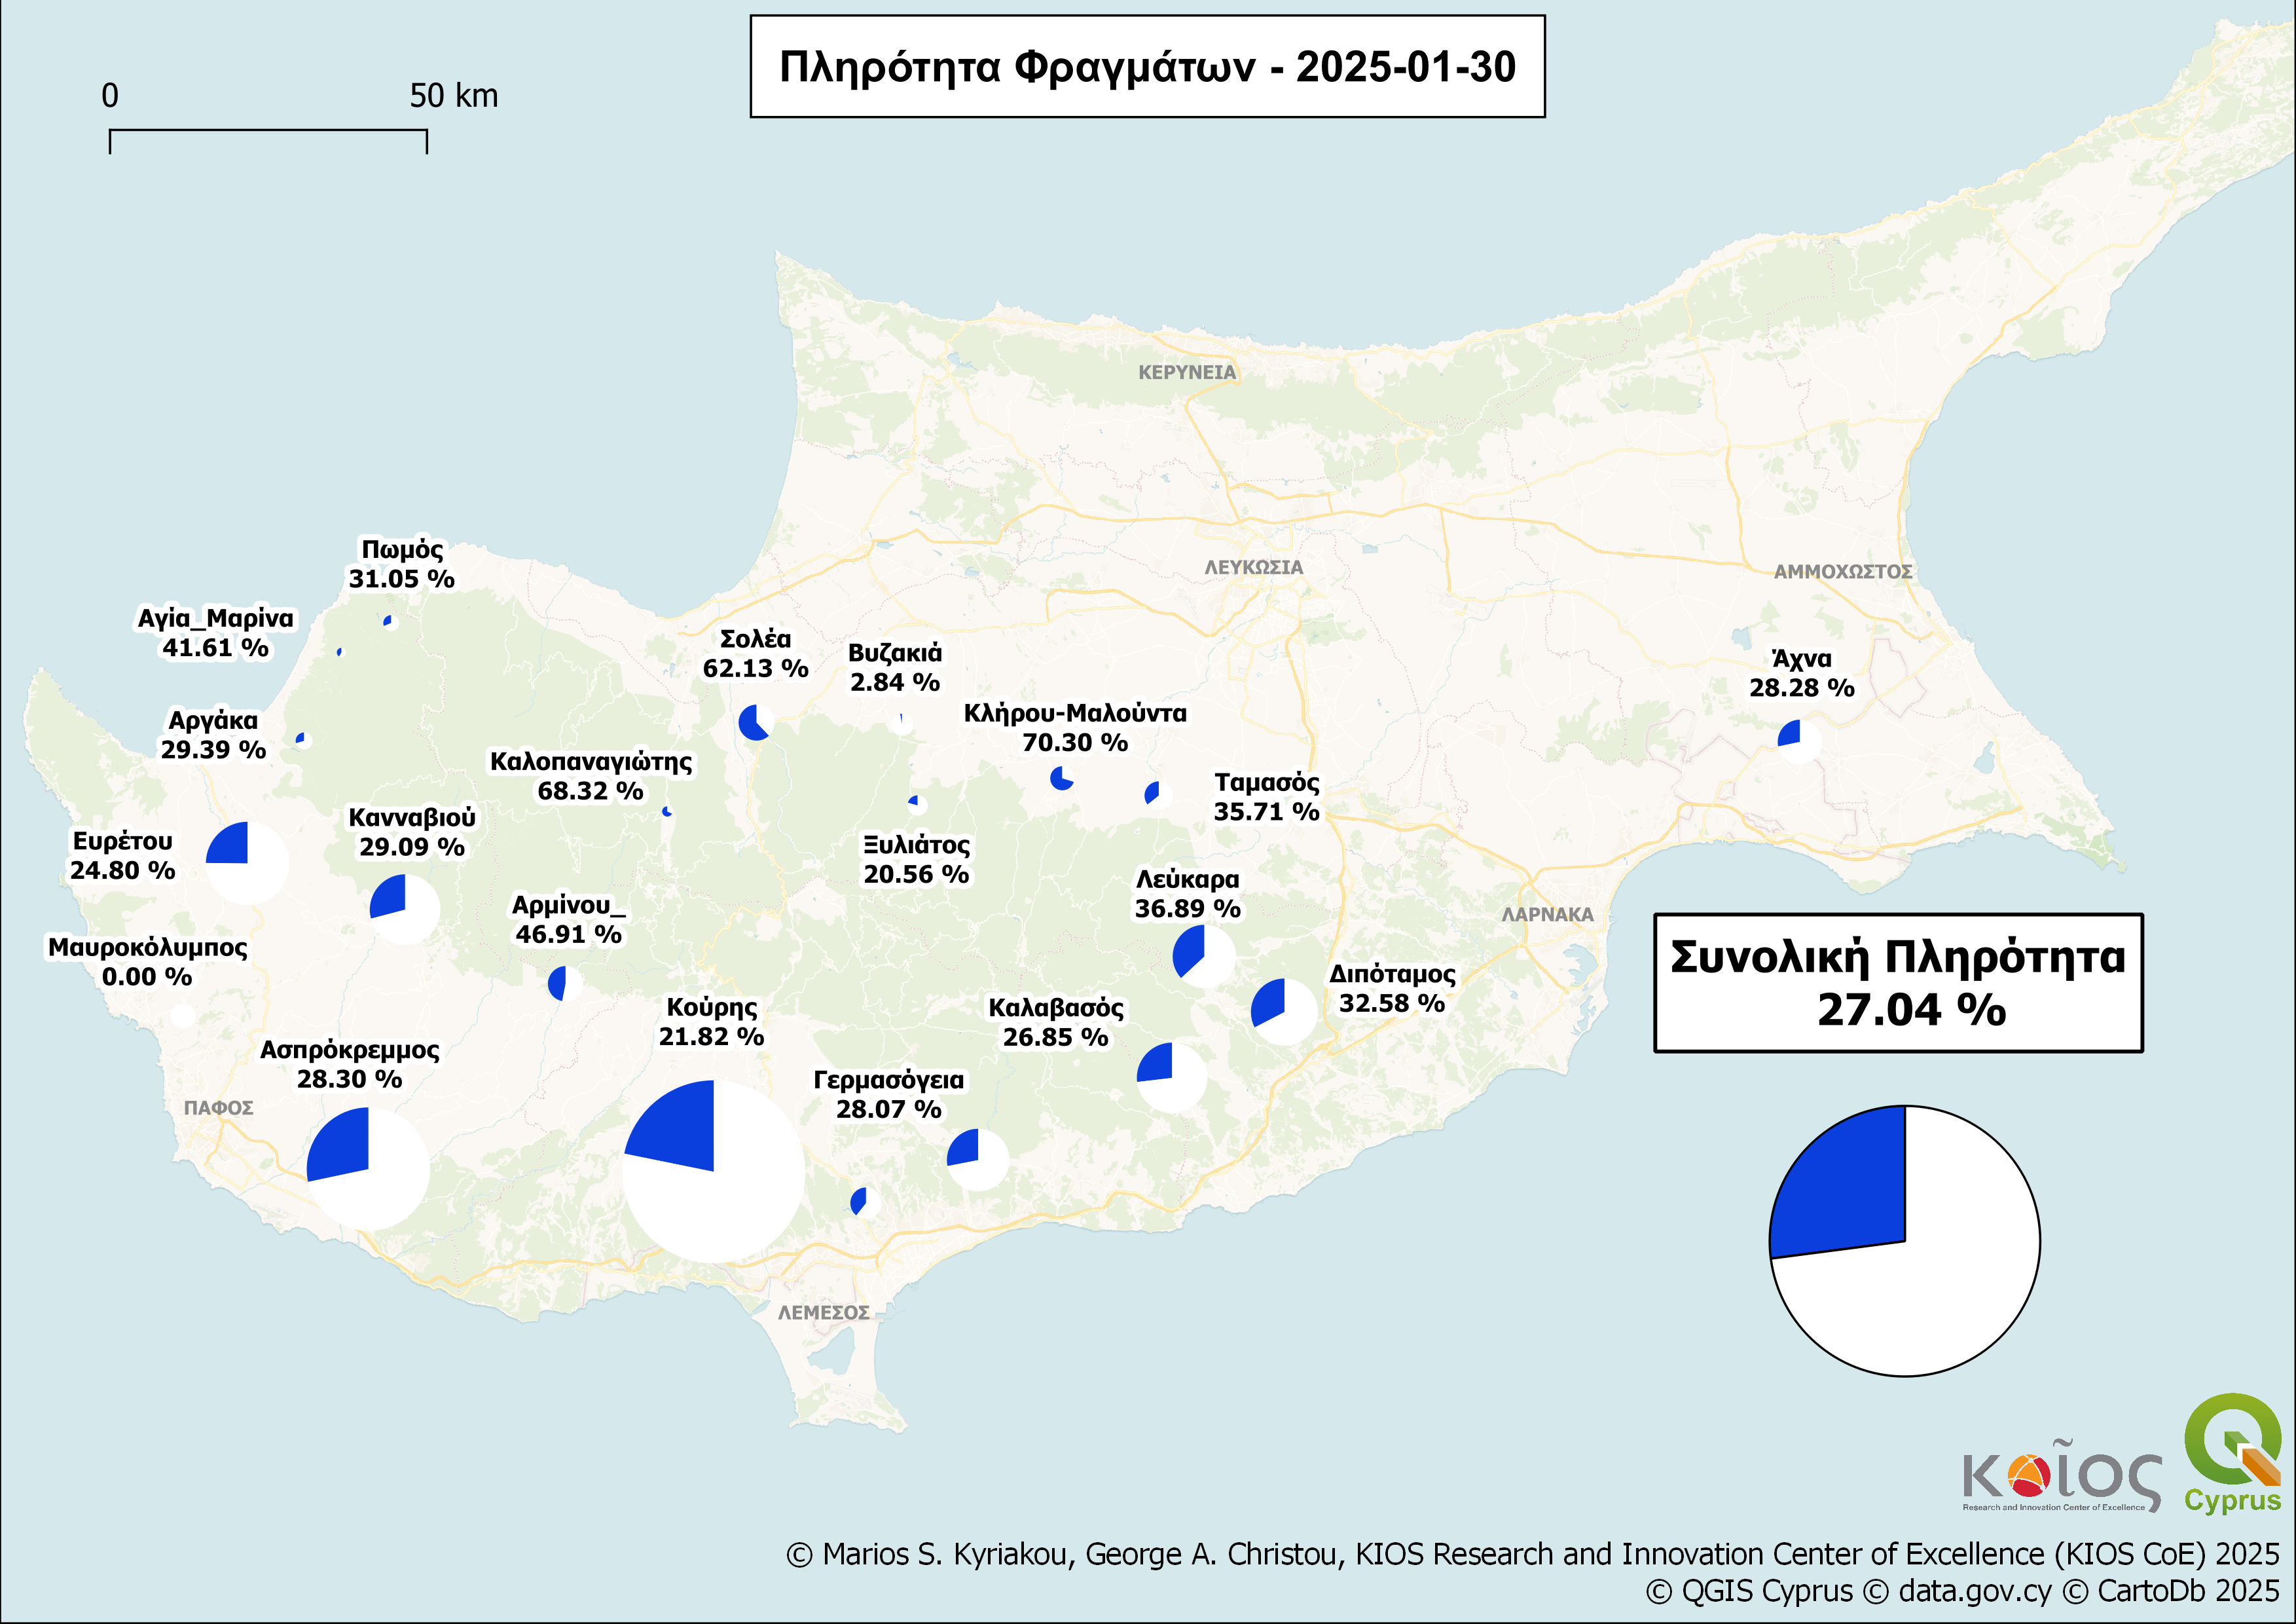 Πληρότητα Φραγμάτων - 2025-01-30
0 50 km
ΚΕΡΥΝΕΙΑ
ΛΕΥΚΩΣΙΑ
ΑΜΜΟΧΩΣΤΟΣ
Πωμός
31.05 %
Αγία_Μαρίνα
41.61 %
Σολέα
62.13 %
Βυζακιά
2.84 %
Άχνα
28.28 %
Αργάκα
29.39 %
Κλήρου-Μαλούντα
70.30 %
Καλοπαναγιώτης
68.32 %
Ταμασός
35.71 %
Ευρέτου
24.80 %
Κανναβιού
29.09 %
Ξυλιάτος
20.56 %
Λεύκαρα
36.89 %
Αρμίνου_
46.91 %
ΛΑΡΝΑΚΑ
Μαυροκόλυμπος
0.00 %
Διπόταμος
32.58 %
Συνολική Πληρότητα
27.04 %
Κούρης
21.82 %
Καλαβασός
26.85 %
Ασπρόκρεμμος
28.30 %
Γερμασόγεια
28.07 %
ΠΑΦΟΣ
ΛΕΜΕΣΟΣ
κοῖος
Research and Innovation Center of Excellence
Cyprus
© Marios S. Kyriakou, George A. Christou, KIOS Research and Innovation Center of Excellence (KIOS CoE) 2025
© QGIS Cyprus © data.gov.cy © CartoDb 2025